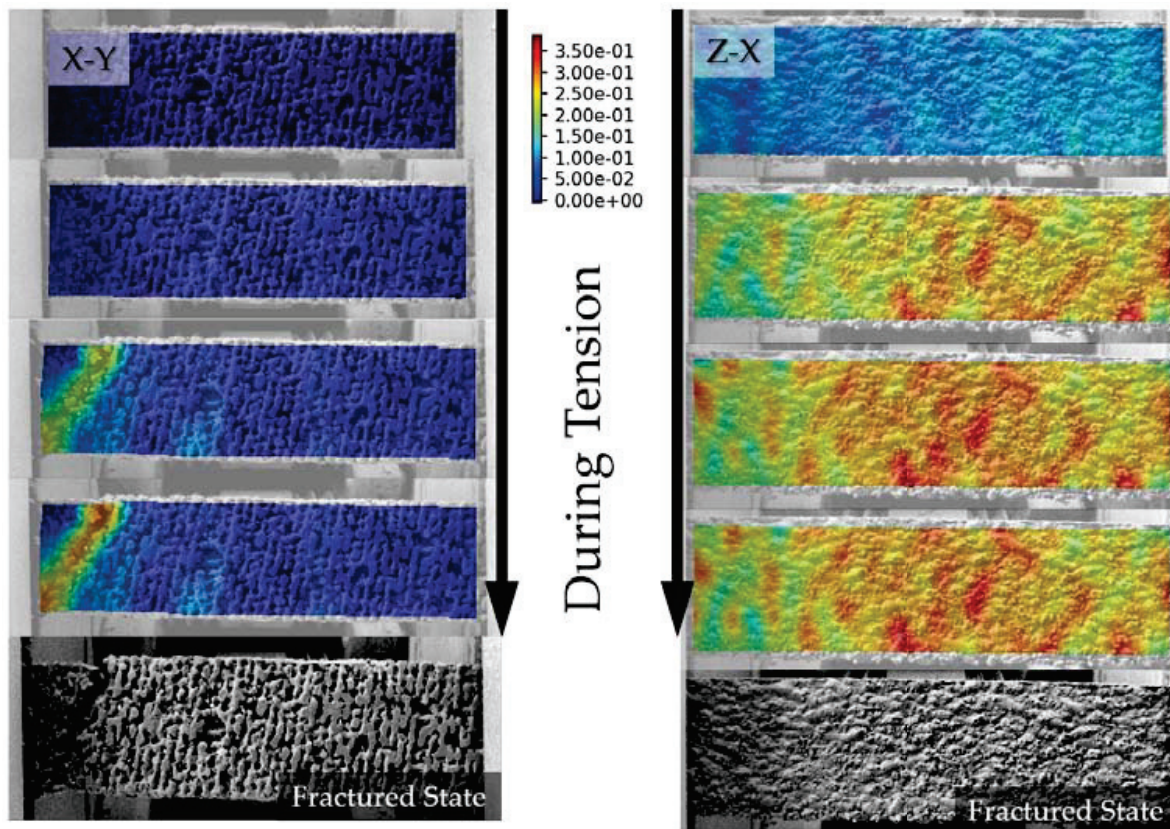 X-Y
3.50e-01
3.00e-01
2.50e-01
2.00e-01
1.50e-01
1.00e-01
5.00e-02
0.00e+00
Z-X
During Tension
Fractured State
Fractured State